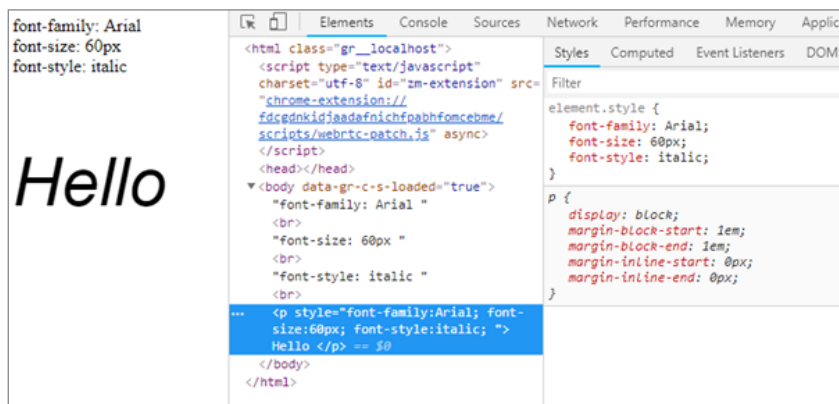 font-family: Arial
font-size: 60px
font-style: italic
Hello
Elements Console Sources Network Performance Memory Applic
<html class="gr__localhost">
<script type="text/javascript"
charset="utf-8" id="zm-extension" src=
"chrome-extension://
fdcgdnkidjaadafnichfpabhfomcebme/
scripts/webrtc-patch.js" async>
</script>
<head></head>
▼<body data-gr-c-s-loaded="true">
"font-family: Arial "
<br>
"font-size: 60px "
<br>
"font-style: italic "
<br>
… <p style="font-family:Arial; font-
size:60px; font-style:italic; ">
Hello </p> == $0
</body>
</html>
Styles Computed Event Listeners DOM
Filter
element.style {
font-family: Arial;
font-size: 60px;
font-style: italic;
}
p {
display: block;
margin-block-start: 1em;
margin-block-end: 1em;
margin-inline-start: 0px;
margin-inline-end: 0px;
}